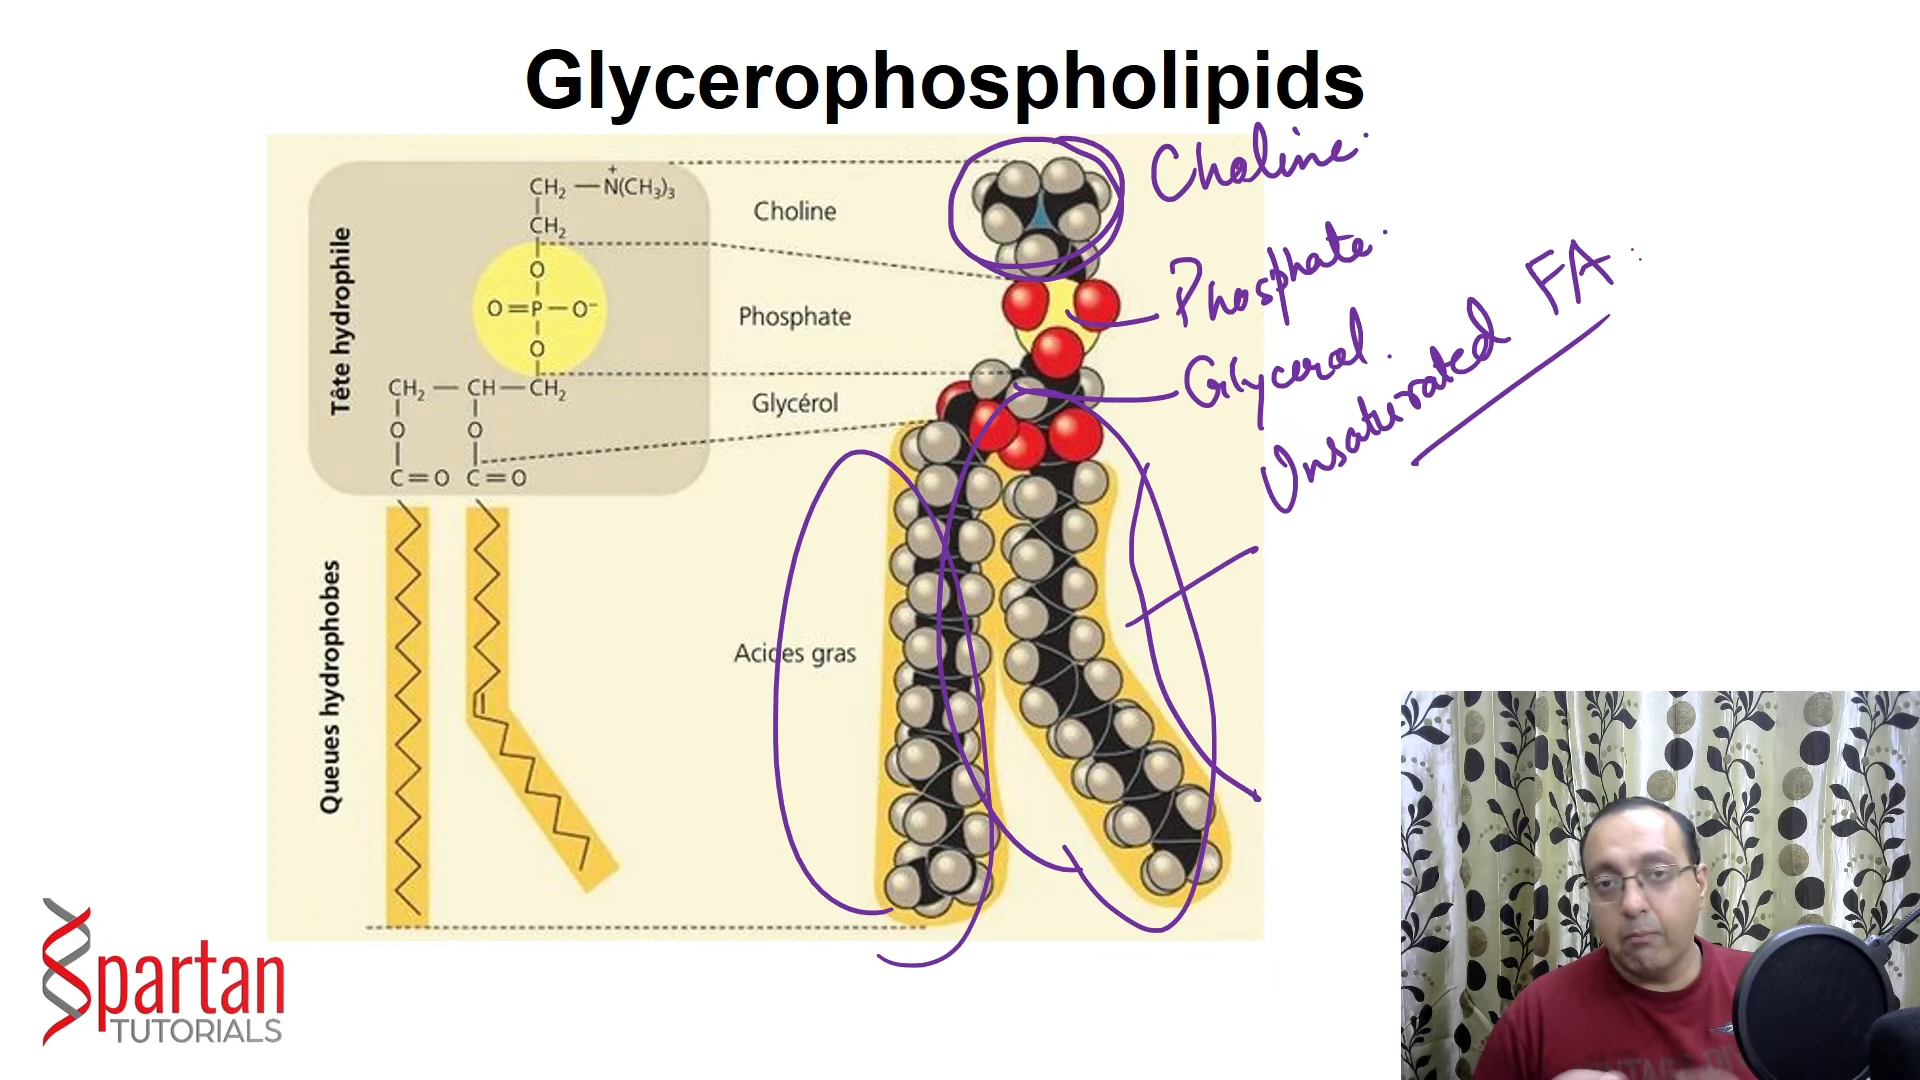 Glycerophospholipids
Tête hydrophile
CH₂ — N⁺(CH₃)₃
CH₂
O
O = P — O⁻
O
CH₂ — CH — CH₂
O O
C = O C = O
Choline
Phosphate
Glycérol
Acides gras
Queues hydrophobes
Choline
Phosphate
Glycerol
Unsaturated FA
Spartan
TUTORIALS